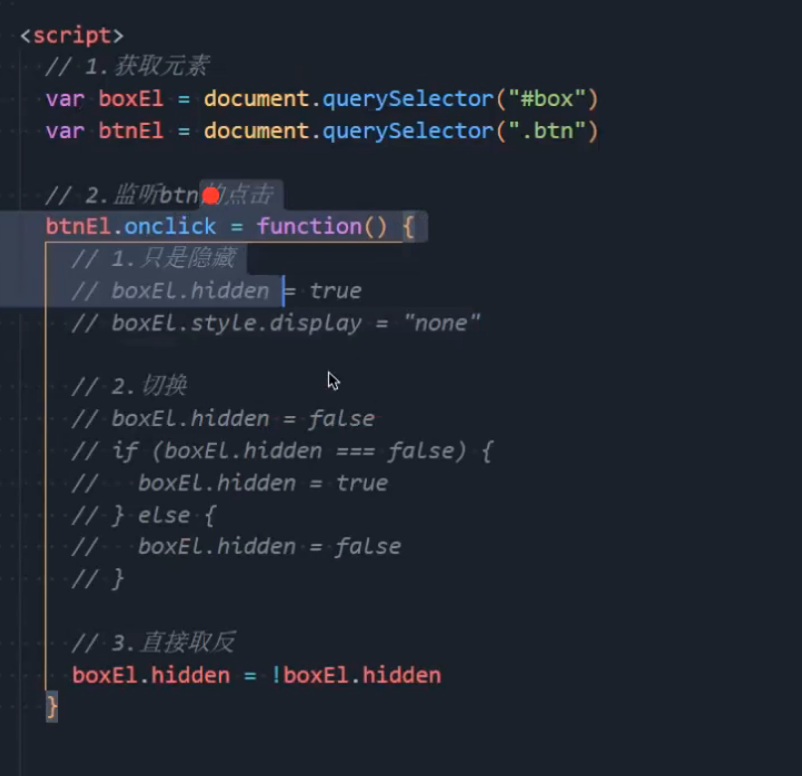 <script>
// 1.获取元素
var boxEl = document.querySelector("#box")
var btnEl = document.querySelector(".btn")
// 2.监听btn的点击
btnEl.onclick = function() {
// 1.只是隐藏
// boxEl.hidden = true
// boxEl.style.display = "none"
// 2.切换
// boxEl.hidden = false
// if (boxEl.hidden === false) {
//   boxEl.hidden = true
// } else {
//   boxEl.hidden = false
// }
// 3.直接取反
boxEl.hidden = !boxEl.hidden
}